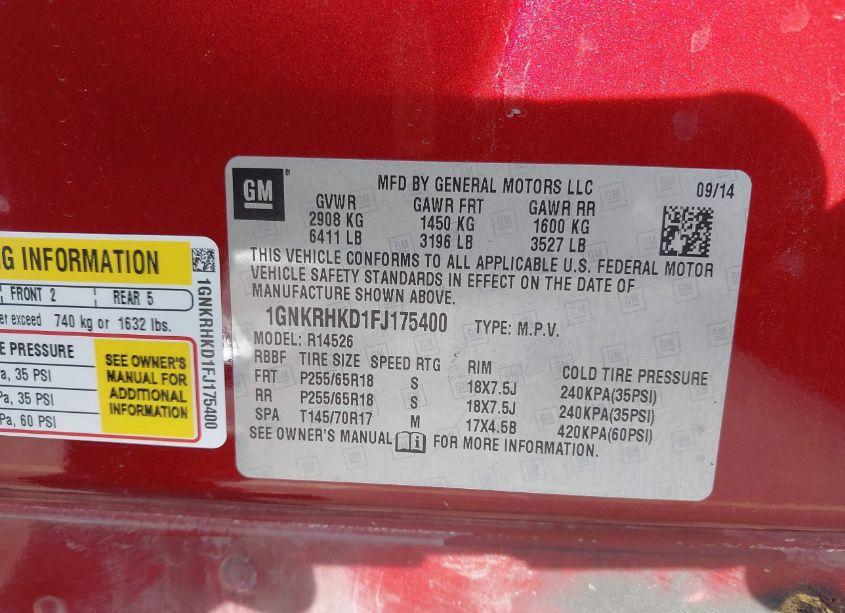 GM
MFD BY GENERAL MOTORS LLC
09/14
GVWR GAWR FRT GAWR RR
2908 KG 1450 KG 1600 KG
6411 LB 3196 LB 3527 LB
THIS VEHICLE CONFORMS TO ALL APPLICABLE U.S. FEDERAL MOTOR
VEHICLE SAFETY STANDARDS IN EFFECT ON THE DATE OF
MANUFACTURE SHOWN ABOVE.
1GNKRHKD1FJ175400 TYPE: M.P.V.
MODEL: R14526
RBBF TIRE SIZE SPEED RTG RIM COLD TIRE PRESSURE
FRT P255/65R18 S 18X7.5J 240KPA(35PSI)
RR P255/65R18 S 18X7.5J 240KPA(35PSI)
SPA T145/70R17 M 17X4.5B 420KPA(60PSI)
SEE OWNER'S MANUAL FOR MORE INFORMATION.
G INFORMATION
FRONT 2 REAR 5
er exceed 740 kg or 1632 lbs.
E PRESSURE
a, 35 PSI
Pa, 35 PSI
Pa, 60 PSI
SEE OWNER'S
MANUAL FOR
ADDITIONAL
INFORMATION
1GNKRHKD1FJ175400